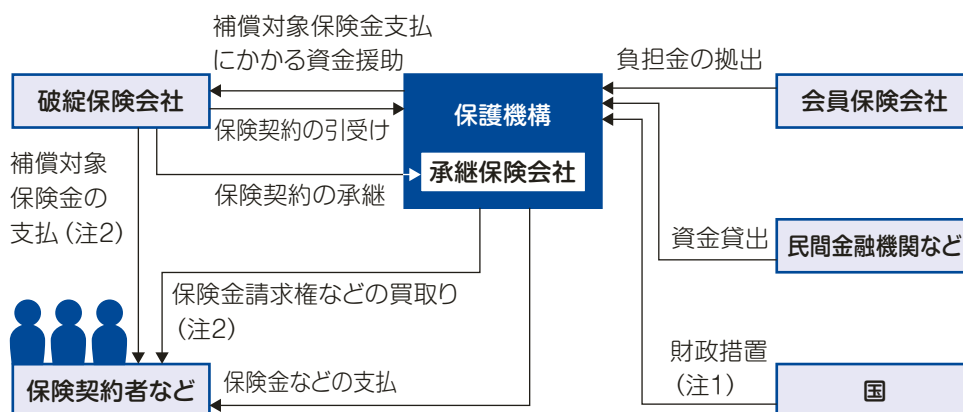 補償対象保険金支払
にかかる資金援助
負担金の拠出
破綻保険会社
保護機構
会員保険会社
保険契約の引受け
補償対象
保険金の
支払(注2)
承継保険会社
保険契約の承継
資金貸出
民間金融機関など
保険金請求権などの買取り
(注2)
財政措置
(注1)
保険契約者など
保険金などの支払
国